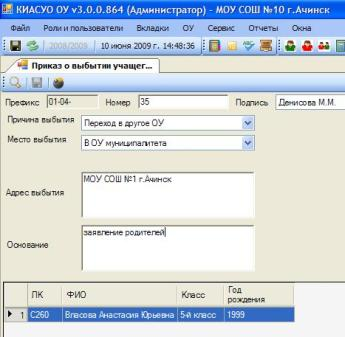 КИАСУО ОУ v3.0.0.864 (Администратор) - МОУ СОШ №10 г.Ачинск
Файл Роли и пользователи Вкладки ОУ Сервис Отчеты Окна
2008/2009 10 июня 2009 г. 14:48:36
Приказ о выбытии учащег...
Префикс 01-04- Номер 35 Подпись Денисова М.М.
Причина выбытия Переход в другое ОУ
Место выбытия В ОУ муниципалитета
Адрес выбытия МОУ СОШ №1 г.Ачинск
Основание заявление родителей
ЛК ФИО Класс Год рождения
1 С260 Власова Анастасия Юрьевна 5-й класс 1999